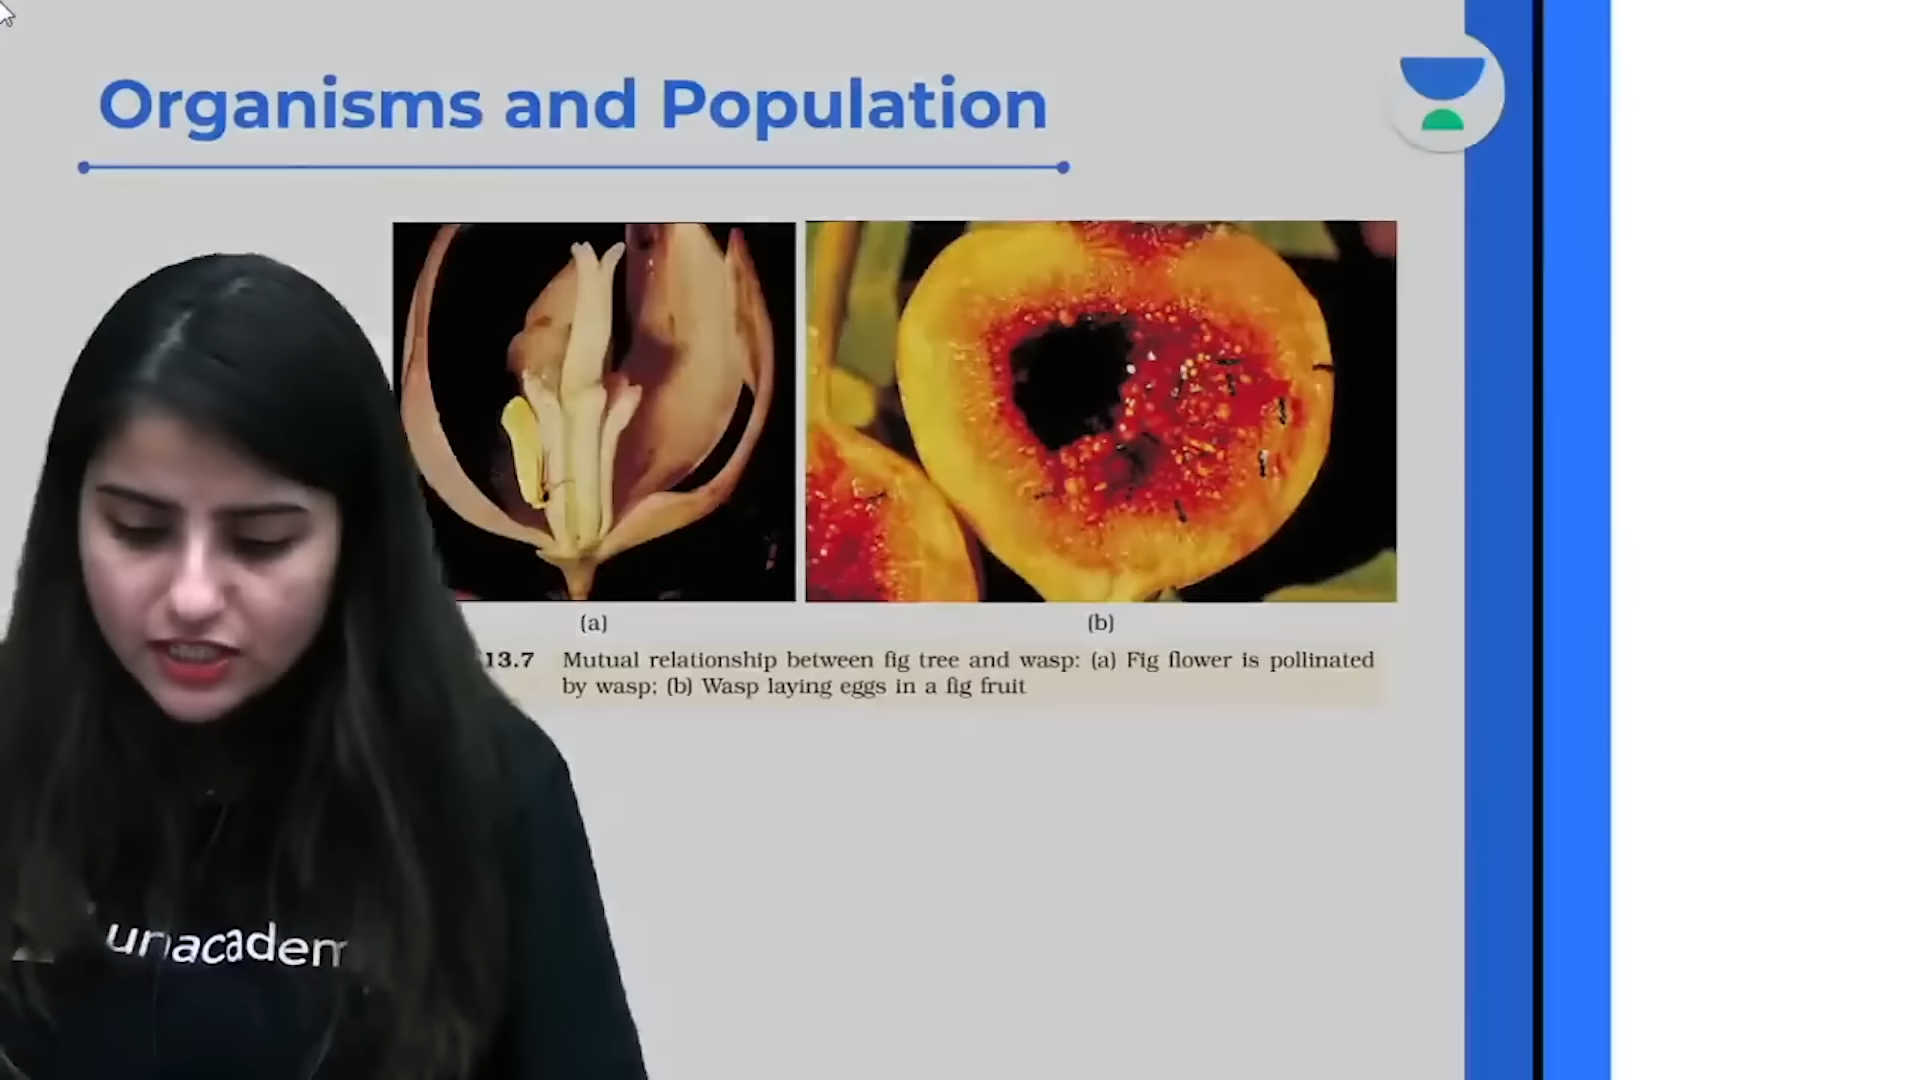 Organisms and Population
(a)
(b)
13.7 Mutual relationship between fig tree and wasp: (a) Fig flower is pollinated
by wasp; (b) Wasp laying eggs in a fig fruit
unacadem